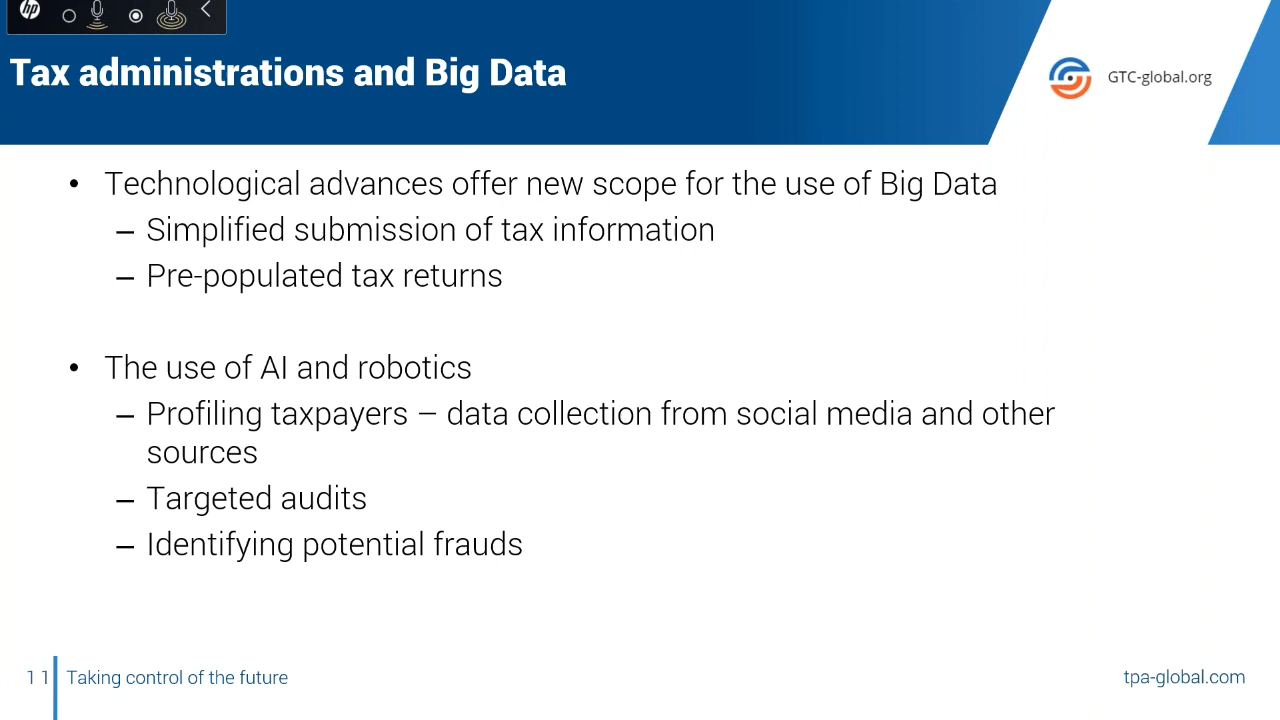 hp
Tax administrations and Big Data
GTC-global.org
• Technological advances offer new scope for the use of Big Data
– Simplified submission of tax information
– Pre-populated tax returns
• The use of AI and robotics
– Profiling taxpayers – data collection from social media and other
sources
– Targeted audits
– Identifying potential frauds
11 Taking control of the future
tpa-global.com